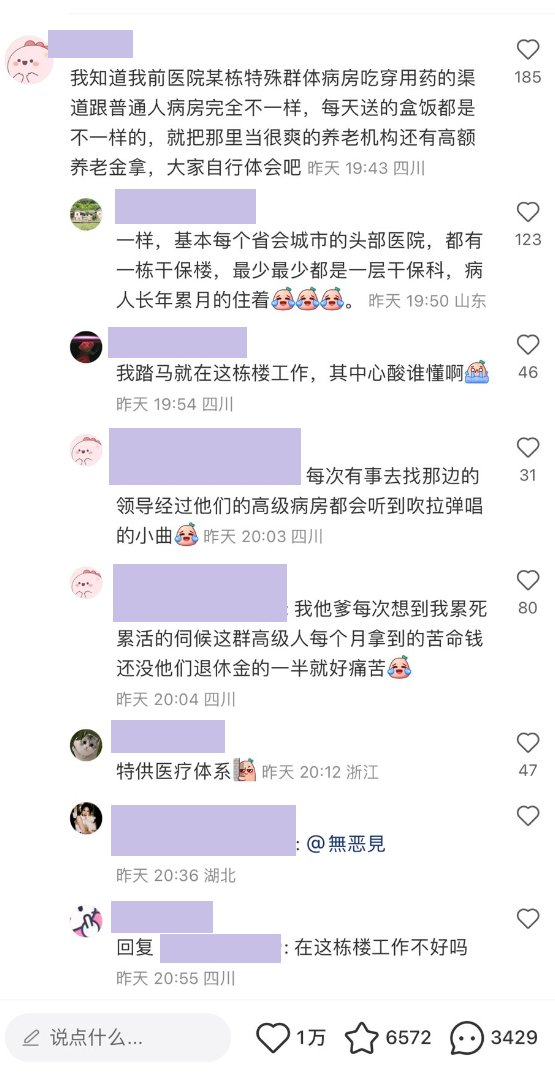 我知道我前医院某栋特殊群体病房吃穿用药的渠
道跟普通人病房完全不一样，每天送的盒饭都是
不一样的，就把那里当很爽的养老机构还有高额
养老金拿，大家自行体会吧 昨天 19:43 四川
185
一样，基本每个省会城市的头部医院，都有
一栋干保楼，最少最少都是一层干保科，病
人长年累月的住着。 昨天 19:50 山东
123
我踏马就在这栋楼工作，其中心酸谁懂啊
昨天 19:54 四川
46
每次有事去找那边的
领导经过他们的高级病房都会听到吹拉弹唱
的小曲 昨天 20:03 四川
31
: 我他爹每次想到我累死
累活的伺候这群高级人每个月拿到的苦命钱
还没他们退休金的一半就好痛苦
昨天 20:04 四川
80
特供医疗体系 昨天 20:12 浙江
47
: @無恶見
昨天 20:36 湖北
回复 : 在这栋楼工作不好吗
昨天 20:55 四川
说点什么... 1万 6572 3429